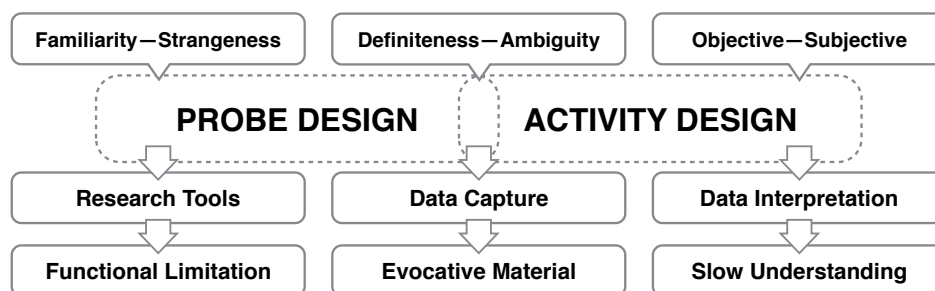 Familiarity—Strangeness
Definiteness—Ambiguity
Objective—Subjective
PROBE DESIGN
ACTIVITY DESIGN
Research Tools
Data Capture
Data Interpretation
Functional Limitation
Evocative Material
Slow Understanding